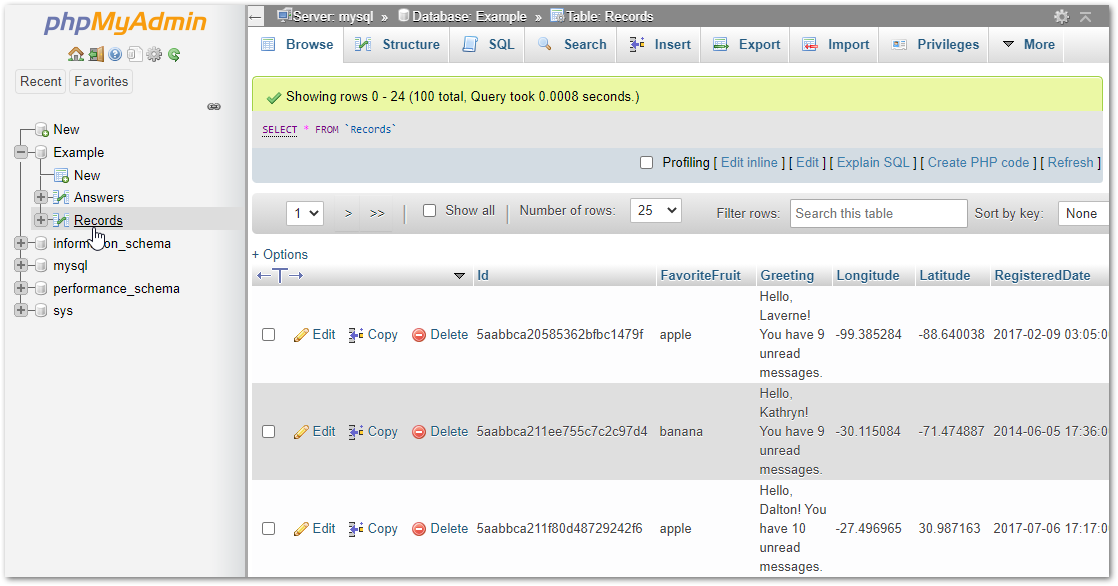 phpMyAdmin
Recent Favorites
New
Example
New
Answers
Records
mysql
performance_schema
sys
Server: mysql » Database: Example » Table: Records
Browse Structure SQL Search Insert Export Import Privileges More
Showing rows 0 - 24 (100 total, Query took 0.0008 seconds.)
SELECT * FROM `Records`
Profiling [ Edit inline ] [ Edit ] [ Explain SQL ] [ Create PHP code ] [ Refresh ]
1 > >> | Show all | Number of rows: 25 Filter rows: Search this table Sort by key: None
+ Options
←T→ Id FavoriteFruit Greeting Longitude Latitude RegisteredDate
Hello,
Laverne!
Edit Copy Delete 5aabbca20585362bfbc1479f apple You have 9 -99.385284 -88.640038 2017-02-09 03:05:0
unread
messages.
Hello,
Kathryn!
Edit Copy Delete 5aabbca211ee755c7c2c97d4 banana You have 9 -30.115084 -71.474887 2014-06-05 17:36:0
unread
messages.
Hello,
Dalton! You
Edit Copy Delete 5aabbca211f80d48729242f6 apple have 10 -27.496965 30.987163 2017-07-06 17:17:0
unread
messages.